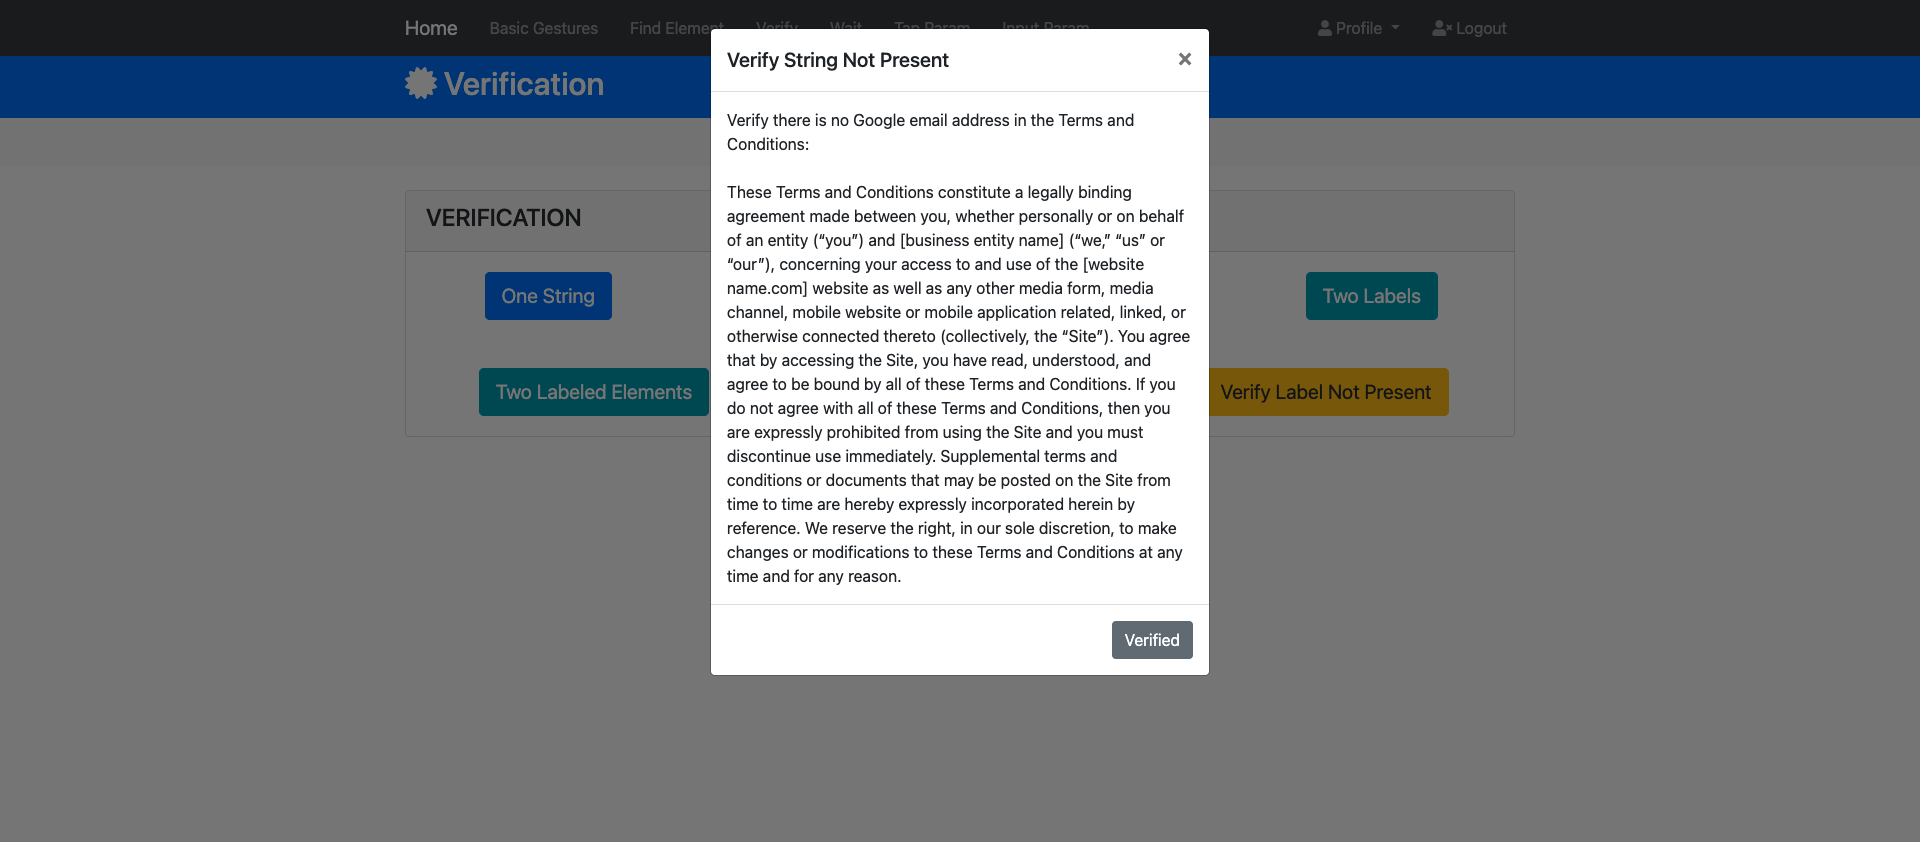 Home
Basic Gestures
Find Element
Verify
Wait
Tap Param
Input Param
Profile
Logout
Verification
VERIFICATION
One String
Two Labels
Two Labeled Elements
Verify Label Not Present
Verify String Not Present
×
Verify there is no Google email address in the Terms and
Conditions:
These Terms and Conditions constitute a legally binding
agreement made between you, whether personally or on behalf
of an entity (“you”) and [business entity name] (“we,” “us” or
“our”), concerning your access to and use of the [website
name.com] website as well as any other media form, media
channel, mobile website or mobile application related, linked, or
otherwise connected thereto (collectively, the “Site”). You agree
that by accessing the Site, you have read, understood, and
agree to be bound by all of these Terms and Conditions. If you
do not agree with all of these Terms and Conditions, then you
are expressly prohibited from using the Site and you must
discontinue use immediately. Supplemental terms and
conditions or documents that may be posted on the Site from
time to time are hereby expressly incorporated herein by
reference. We reserve the right, in our sole discretion, to make
changes or modifications to these Terms and Conditions at any
time and for any reason.
Verified